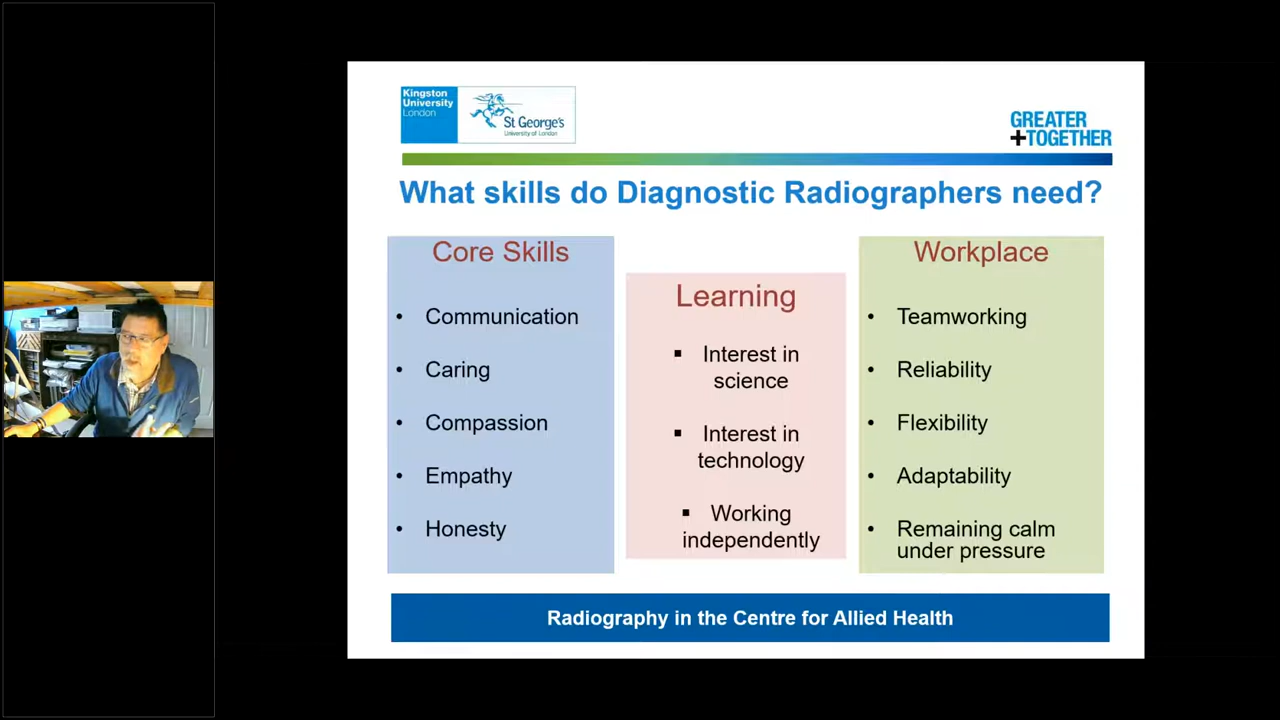 Kingston
University
London
St George's
University of London
GREATER
+TOGETHER
What skills do Diagnostic Radiographers need?
Core Skills
• Communication
• Caring
• Compassion
• Empathy
• Honesty
Learning
▪ Interest in
science
▪ Interest in
technology
▪ Working
independently
Workplace
• Teamworking
• Reliability
• Flexibility
• Adaptability
• Remaining calm
under pressure
Radiography in the Centre for Allied Health